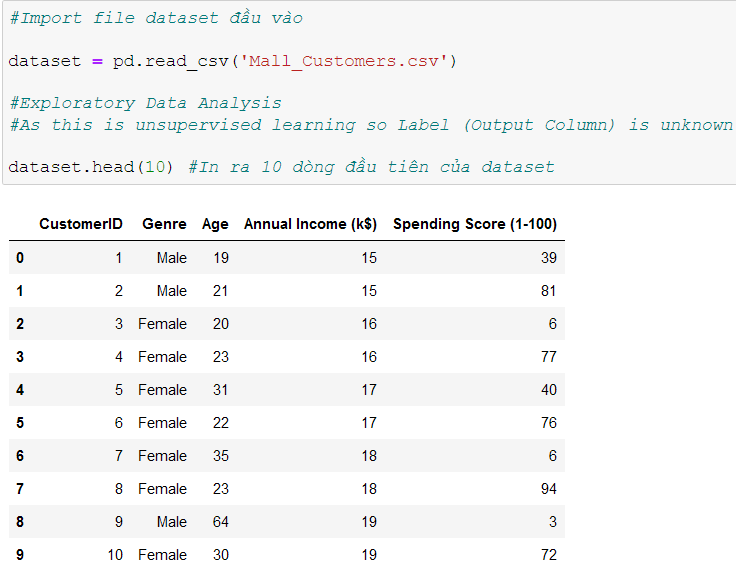 #Import file dataset đầu vào
dataset = pd.read_csv('Mall_Customers.csv')
#Exploratory Data Analysis
#As this is unsupervised learning so Label (Output Column) is unknown
dataset.head(10) #In ra 10 dòng đầu tiên của dataset
CustomerID Genre Age Annual Income (k$) Spending Score (1-100)
0 1 Male 19 15 39
1 2 Male 21 15 81
2 3 Female 20 16 6
3 4 Female 23 16 77
4 5 Female 31 17 40
5 6 Female 22 17 76
6 7 Female 35 18 6
7 8 Female 23 18 94
8 9 Male 64 19 3
9 10 Female 30 19 72